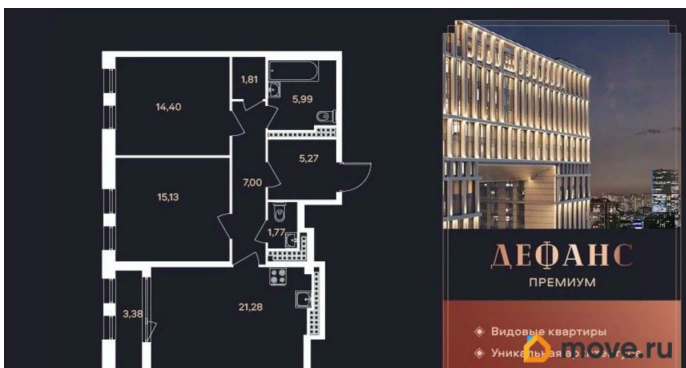 1,81
14,40
5,99
5,27
7,00
15,13
1,77
3,38
21,28
ДЕФАНС
ПРЕМИУМ
Видовые квартиры
move.ru